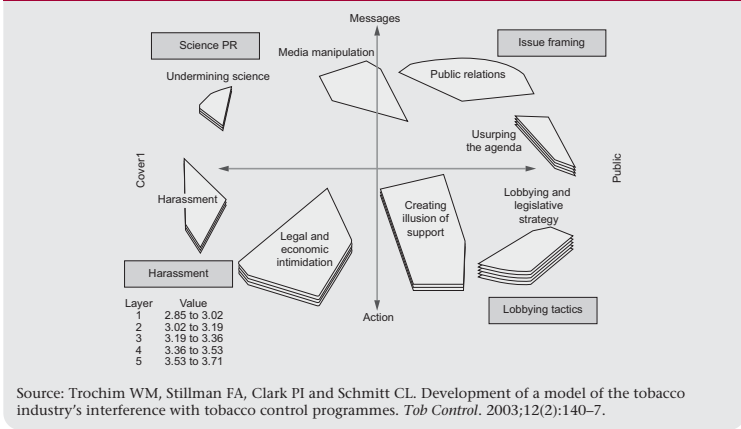 Messages
Science PR
Issue framing
Media manipulation
Public relations
Undermining science
Usurping
the agenda
Cover1
Public
Harassment
Creating
illusion of
support
Lobbying and
legislative
strategy
Legal and
economic
intimidation
Harassment
Lobbying tactics
Action
Layer Value
1 2.85 to 3.02
2 3.02 to 3.19
3 3.19 to 3.36
4 3.36 to 3.53
5 3.53 to 3.71
Source: Trochim WM, Stillman FA, Clark PI and Schmitt CL. Development of a model of the tobacco
industry's interference with tobacco control programmes. Tob Control. 2003;12(2):140–7.